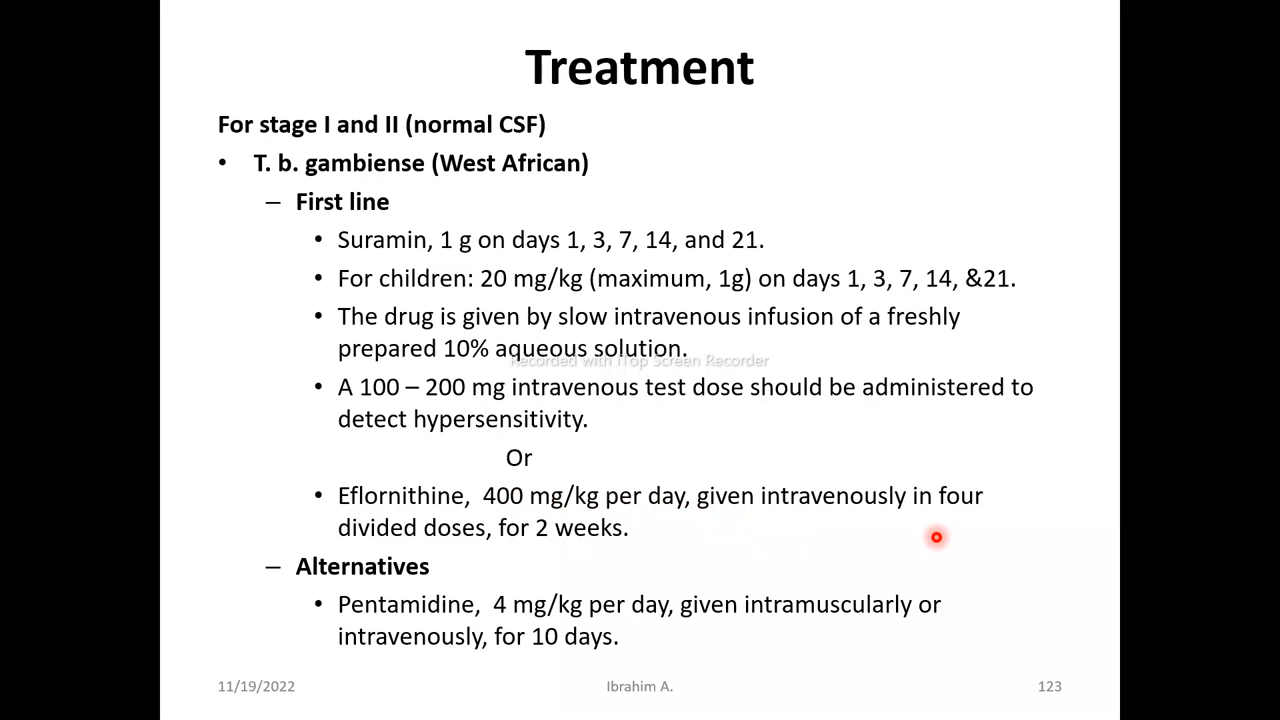 Treatment
For stage I and II (normal CSF)
• T. b. gambiense (West African)
– First line
• Suramin, 1 g on days 1, 3, 7, 14, and 21.
• For children: 20 mg/kg (maximum, 1g) on days 1, 3, 7, 14, &21.
• The drug is given by slow intravenous infusion of a freshly
prepared 10% aqueous solution.
Recorded with iTop Screen Recorder
• A 100 – 200 mg intravenous test dose should be administered to
detect hypersensitivity.
Or
• Eflornithine, 400 mg/kg per day, given intravenously in four
divided doses, for 2 weeks.
– Alternatives
• Pentamidine, 4 mg/kg per day, given intramuscularly or
intravenously, for 10 days.
11/19/2022 Ibrahim A. 123